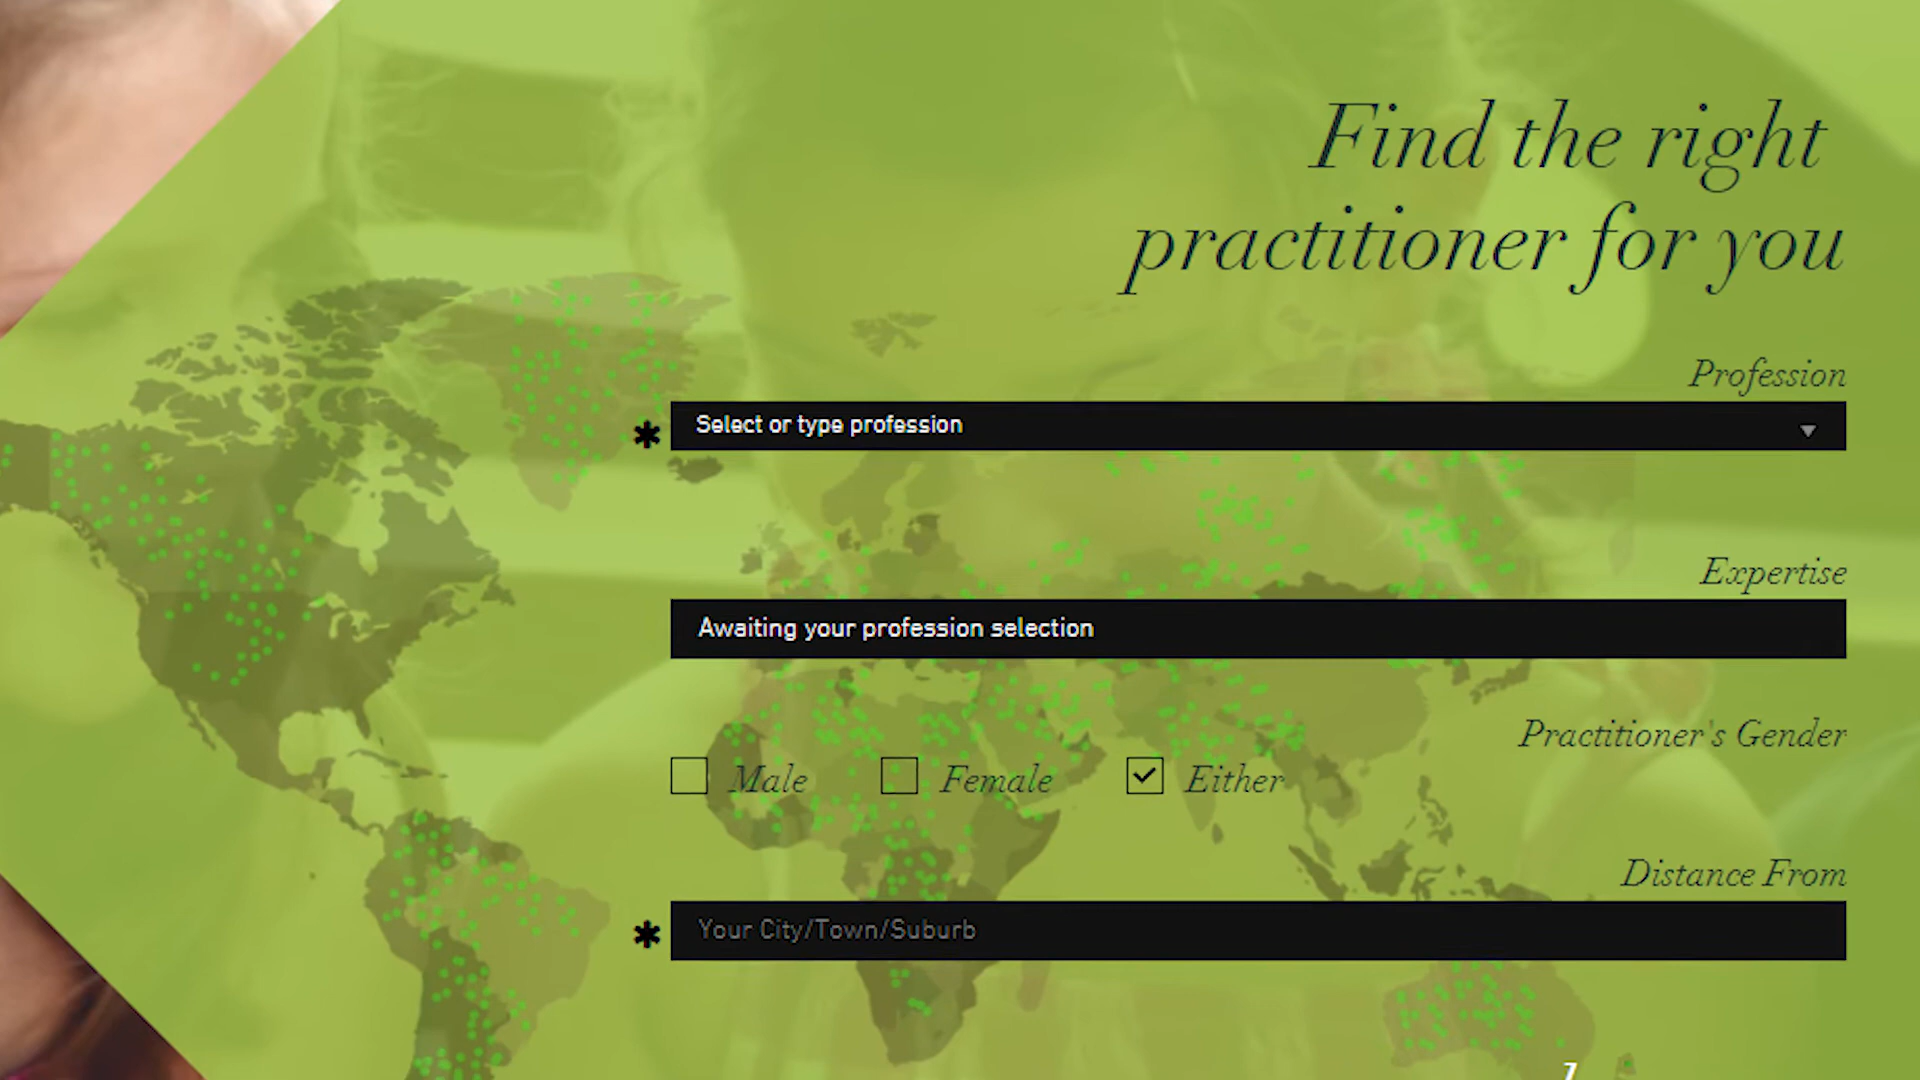 Find the right
practitioner for you
Profession
* Select or type profession
Expertise
Awaiting your profession selection
Practitioner's Gender
Male Female Either
Distance From
* Your City/Town/Suburb